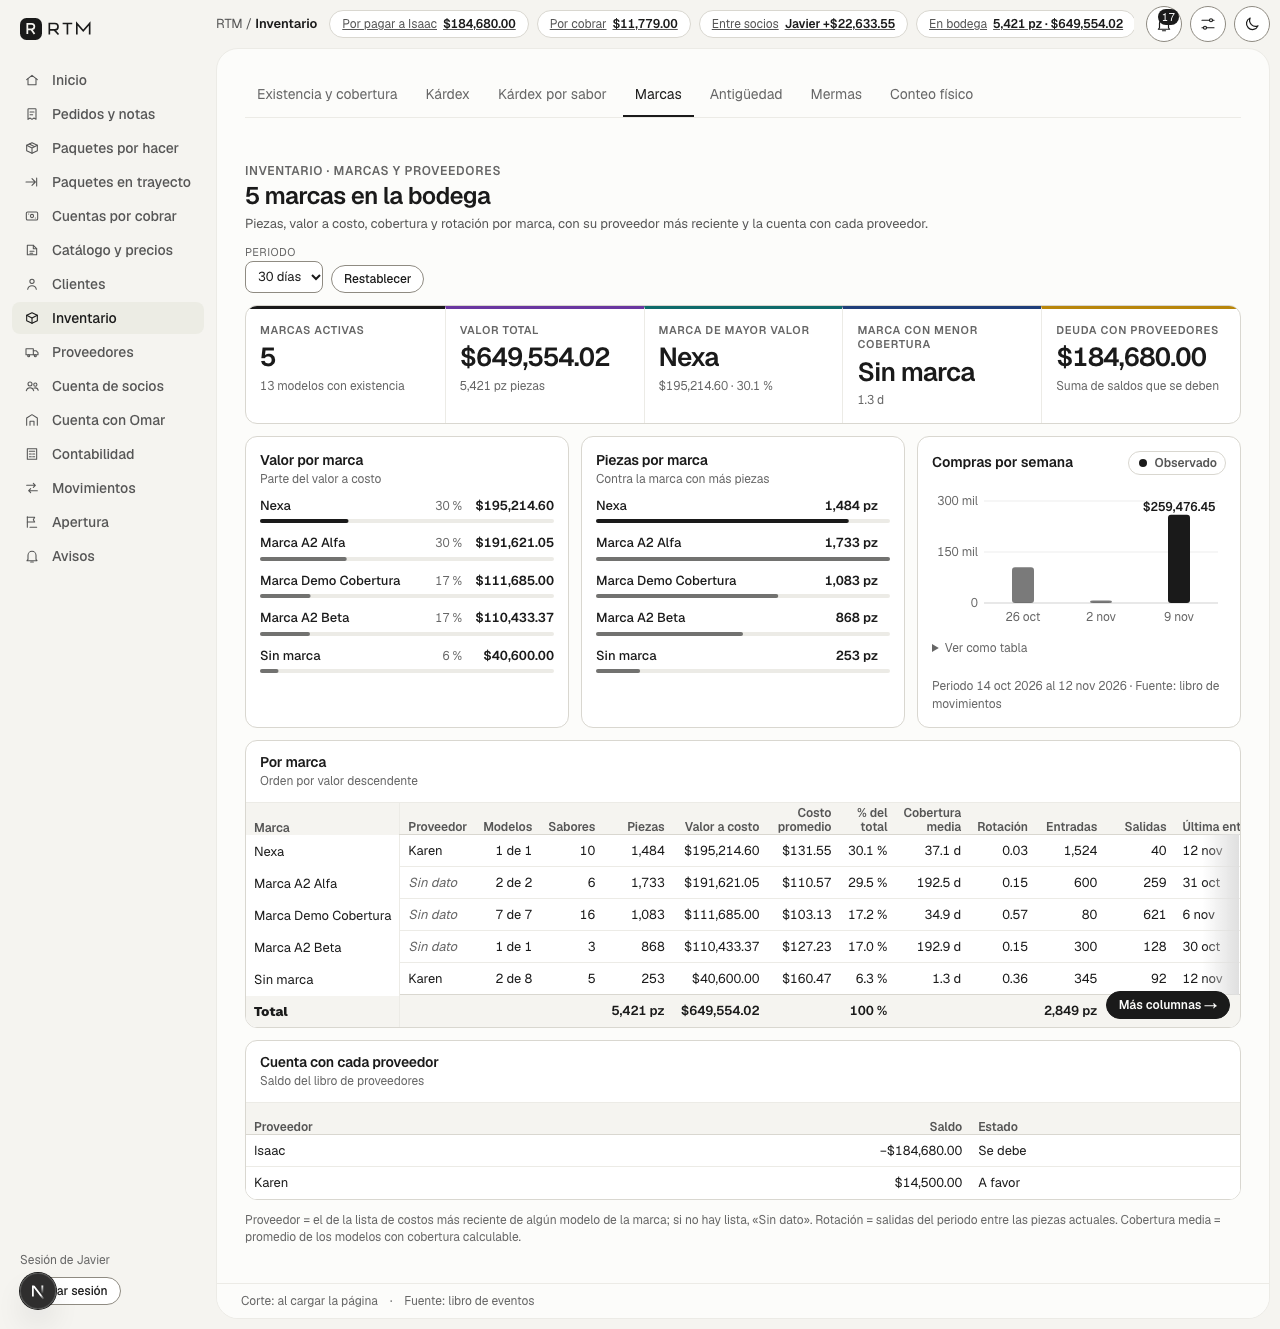 R RTM
RTM / Inventario
Por pagar a Isaac $184,680.00
Por cobrar $11,779.00
Entre socios Javier +$22,633.55
En bodega 5,421 pz · $649,554.02
17
Inicio
Pedidos y notas
Paquetes por hacer
Paquetes en trayecto
Cuentas por cobrar
Catálogo y precios
Clientes
Inventario
Proveedores
Cuenta de socios
Cuenta con Omar
Contabilidad
Movimientos
Apertura
Avisos
Sesión de Javier
N
ar sesión
Existencia y cobertura Kárdex Kárdex por sabor Marcas Antigüedad Mermas Conteo físico
INVENTARIO · MARCAS Y PROVEEDORES
5 marcas en la bodega
Piezas, valor a costo, cobertura y rotación por marca, con su proveedor más reciente y la cuenta con cada proveedor.
PERIODO
30 días Restablecer
MARCAS ACTIVAS
5
13 modelos con existencia
VALOR TOTAL
$649,554.02
5,421 pz piezas
MARCA DE MAYOR VALOR
Nexa
$195,214.60 · 30.1 %
MARCA CON MENOR
COBERTURA
Sin marca
1.3 d
DEUDA CON PROVEEDORES
$184,680.00
Suma de saldos que se deben
Valor por marca
Parte del valor a costo
Nexa 30 % $195,214.60
Marca A2 Alfa 30 % $191,621.05
Marca Demo Cobertura 17 % $111,685.00
Marca A2 Beta 17 % $110,433.37
Sin marca 6 % $40,600.00
Piezas por marca
Contra la marca con más piezas
Nexa 1,484 pz
Marca A2 Alfa 1,733 pz
Marca Demo Cobertura 1,083 pz
Marca A2 Beta 868 pz
Sin marca 253 pz
Compras por semana
Observado
300 mil
$259,476.45
150 mil
0
26 oct 2 nov 9 nov
Ver como tabla
Periodo 14 oct 2026 al 12 nov 2026 · Fuente: libro de
movimientos
Por marca
Orden por valor descendente
Marca Proveedor Modelos Sabores Piezas Valor a costo Costo promedio % del total Cobertura media Rotación Entradas Salidas Última ent
Nexa Karen 1 de 1 10 1,484 $195,214.60 $131.55 30.1 % 37.1 d 0.03 1,524 40 12 nov
Marca A2 Alfa Sin dato 2 de 2 6 1,733 $191,621.05 $110.57 29.5 % 192.5 d 0.15 600 259 31 oct
Marca Demo Cobertura Sin dato 7 de 7 16 1,083 $111,685.00 $103.13 17.2 % 34.9 d 0.57 80 621 6 nov
Marca A2 Beta Sin dato 1 de 1 3 868 $110,433.37 $127.23 17.0 % 192.9 d 0.15 300 128 30 oct
Sin marca Karen 2 de 8 5 253 $40,600.00 $160.47 6.3 % 1.3 d 0.36 345 92 12 nov
Total 5,421 pz $649,554.02 100 % 2,849 pz
Más columnas →
Cuenta con cada proveedor
Saldo del libro de proveedores
Proveedor Saldo Estado
Isaac −$184,680.00 Se debe
Karen $14,500.00 A favor
Proveedor = el de la lista de costos más reciente de algún modelo de la marca; si no hay lista, «Sin dato». Rotación = salidas del periodo entre las piezas actuales. Cobertura media =
promedio de los modelos con cobertura calculable.
Corte: al cargar la página · Fuente: libro de eventos